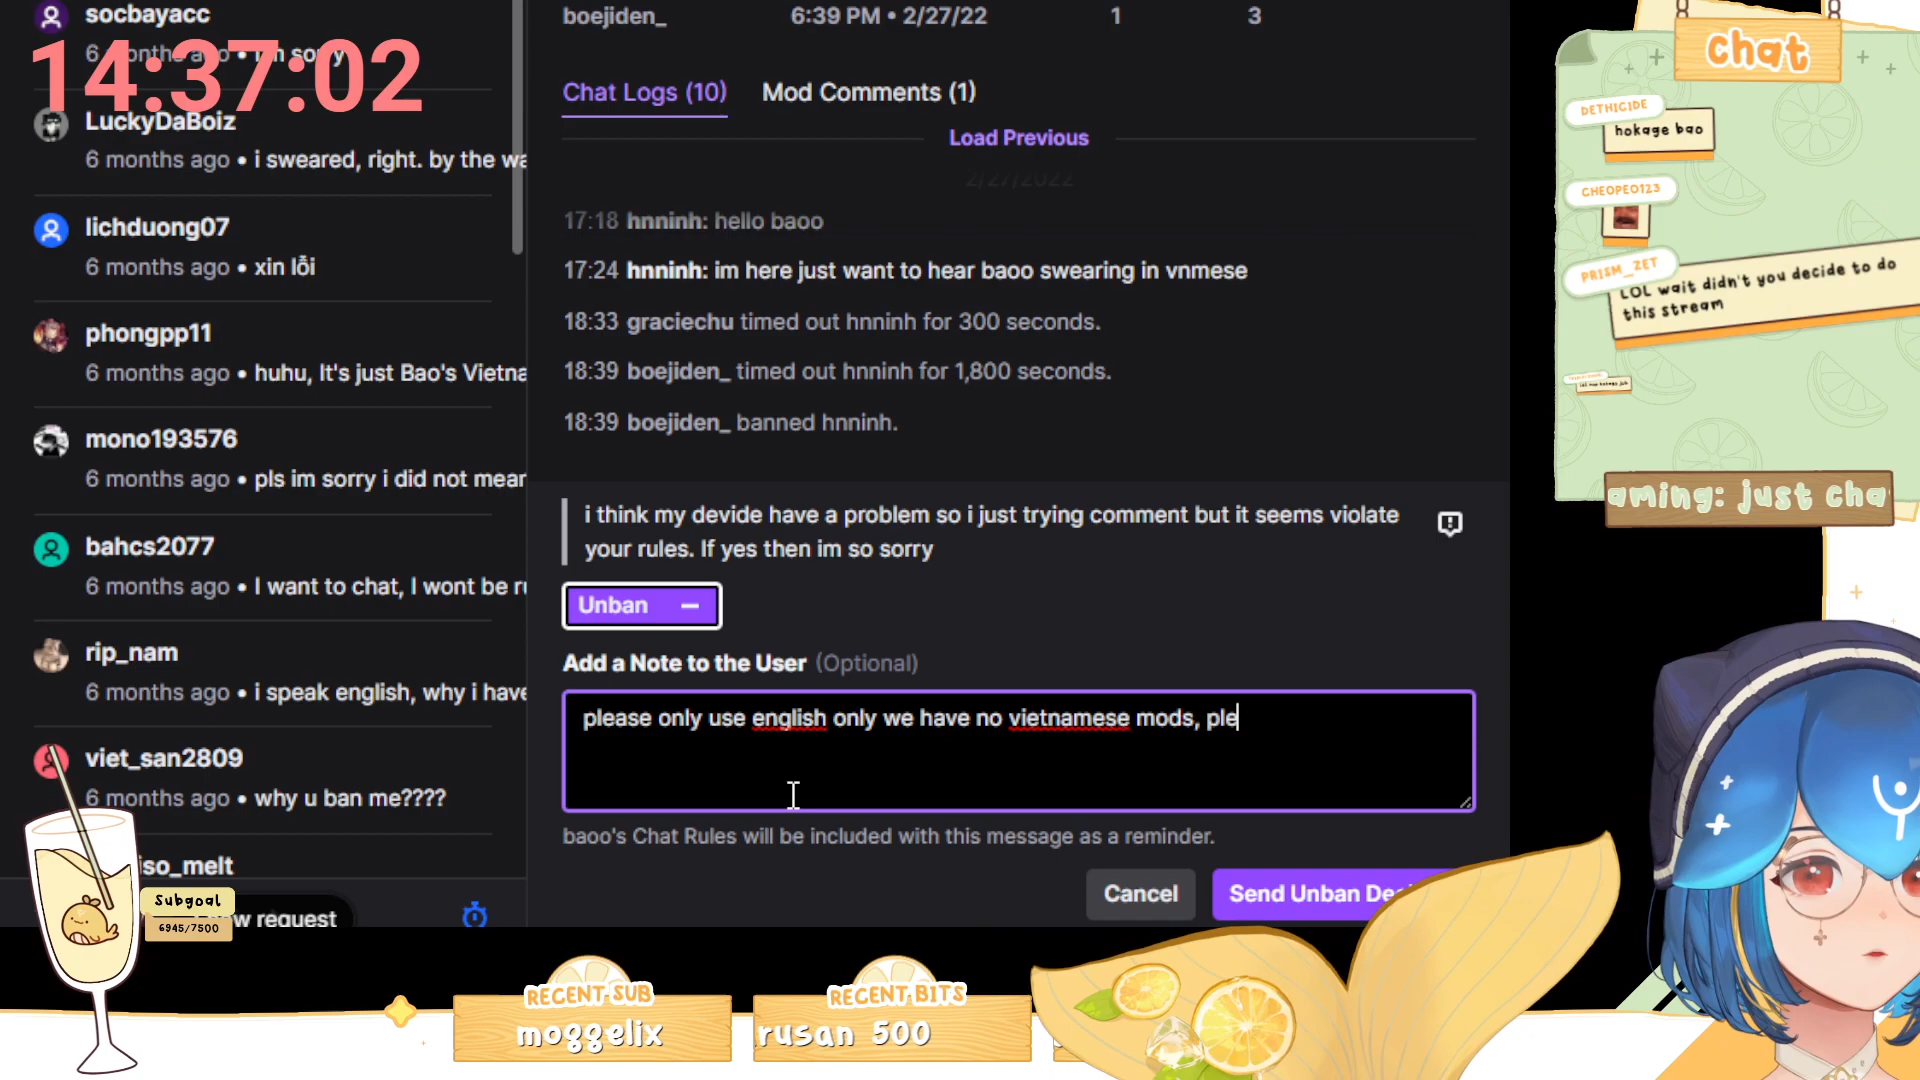 socbayacc
6 months ago • i'm sorry
14:37:02
LuckyDaBoiz
6 months ago • i sweared, right. by the wa
lichduong07
6 months ago • xin lỗi
phongpp11
6 months ago • huhu, It's just Bao's Vietna
mono193576
6 months ago • pls im sorry i did not mear
bahcs2077
6 months ago • I want to chat, I wont be r
rip_nam
6 months ago • i speak english, why i have
viet_san2809
6 months ago • why u ban me????
iso_melt
Subgoal
6945/7500
w request
boejiden_ 6:39 PM • 2/27/22 1 3
Chat Logs (10) Mod Comments (1)
Load Previous
2/27/2022
17:18 hnninh: hello baoo
17:24 hnninh: im here just want to hear baoo swearing in vnmese
18:33 graciechu timed out hnninh for 300 seconds.
18:39 boejiden_ timed out hnninh for 1,800 seconds.
18:39 boejiden_ banned hnninh.
i think my devide have a problem so i just trying comment but it seems violate
your rules. If yes then im so sorry
Unban
Add a Note to the User (Optional)
please only use english only we have no vietnamese mods, ple
baoo's Chat Rules will be included with this message as a reminder.
Cancel
Send Unban De
RECENT SUB
moggelix
RECENT BITS
rusan 500
chat
DETHICIDE
hokage bao
CHEOPEO123
PRISM_ZET
LOL wait didn't you decide to do
this stream
aming: just cha